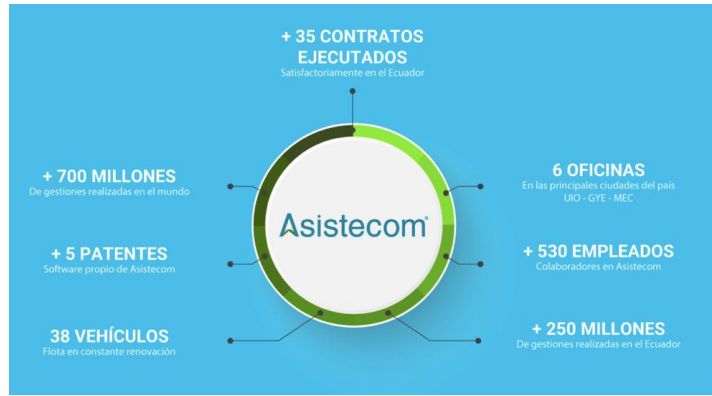 + 35 CONTRATOS
EJECUTADOS
Satisfactoriamente en el Ecuador
+ 700 MILLONES
De gestiones realizadas en el mundo
6 OFICINAS
En las principales ciudades del país
UIO - GYE - MEC
Asistecom®
+ 5 PATENTES
Software propio de Asistecom
+ 530 EMPLEADOS
Colaboradores en Asistecom
38 VEHÍCULOS
Flota en constante renovación
+ 250 MILLONES
De gestiones realizadas en el Ecuador